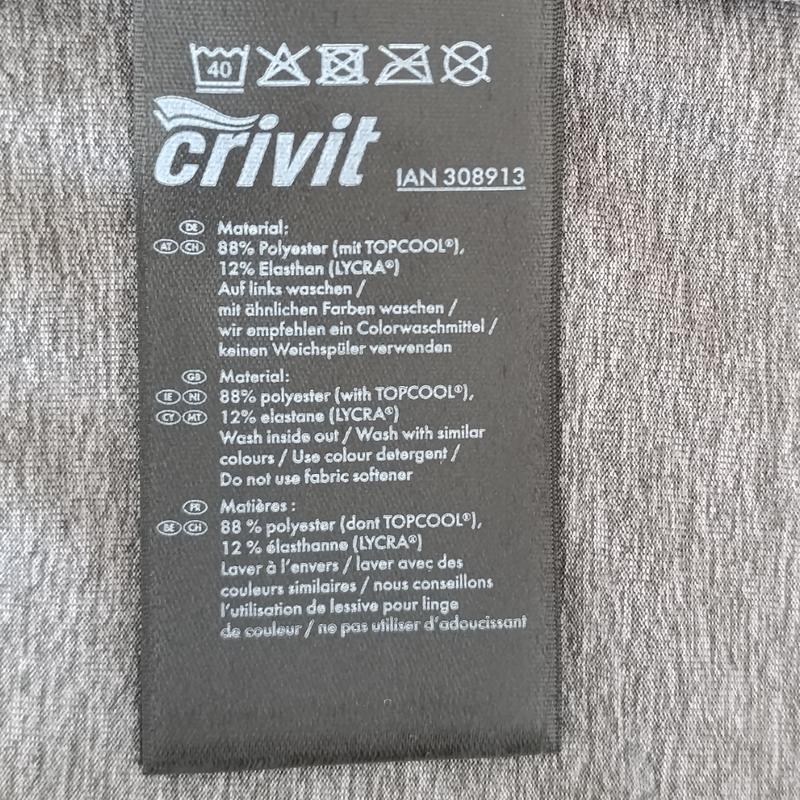 40
crivit
IAN 308913
DE Material:
AT CH 88% Polyester (mit TOPCOOL®),
12% Elasthan (LYCRA®)
Auf links waschen /
mit ähnlichen Farben waschen /
wir empfehlen ein Colorwaschmittel /
keinen Weichspüler verwenden
GB Material:
IE NI 88% polyester (with TOPCOOL®),
CY MT 12% elastane (LYCRA®)
Wash inside out / Wash with similar
colours / Use colour detergent /
Do not use fabric softener
FR Matières :
BE CH 88 % polyester (dont TOPCOOL®),
12 % élasthanne (LYCRA®)
Laver à l'envers / laver avec des
couleurs similaires / nous conseillons
l'utilisation de lessive pour linge
de couleur / ne pas utiliser d'adoucissant